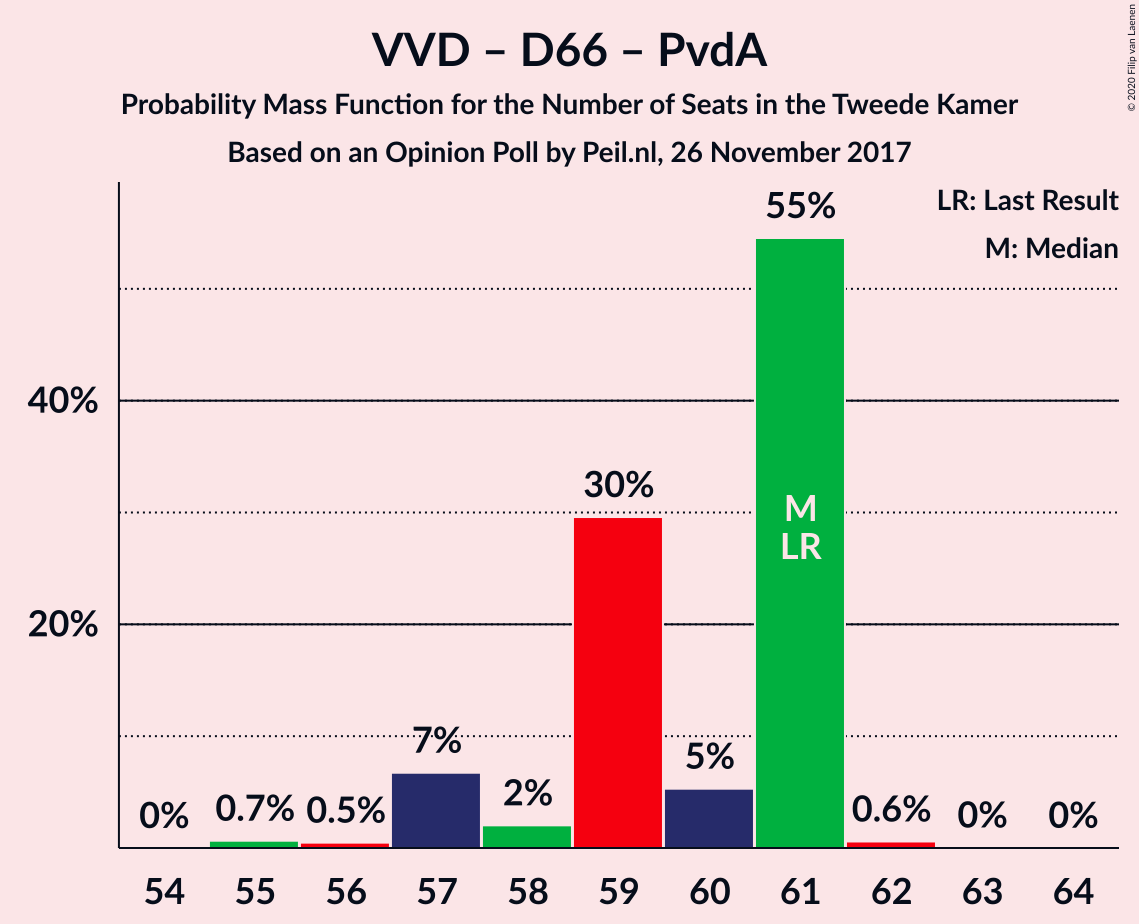 VVD – D66 – PvdA
Probability Mass Function for the Number of Seats in the Tweede Kamer
Based on an Opinion Poll by Peil.nl, 26 November 2017
© 2020 Filip van Laenen
LR: Last Result
M: Median
55%
40%
30%
M
LR
20%
7%
5%
2%
0%
0.7%
0.5%
0.6%
0%
0%
54 55 56 57 58 59 60 61 62 63 64